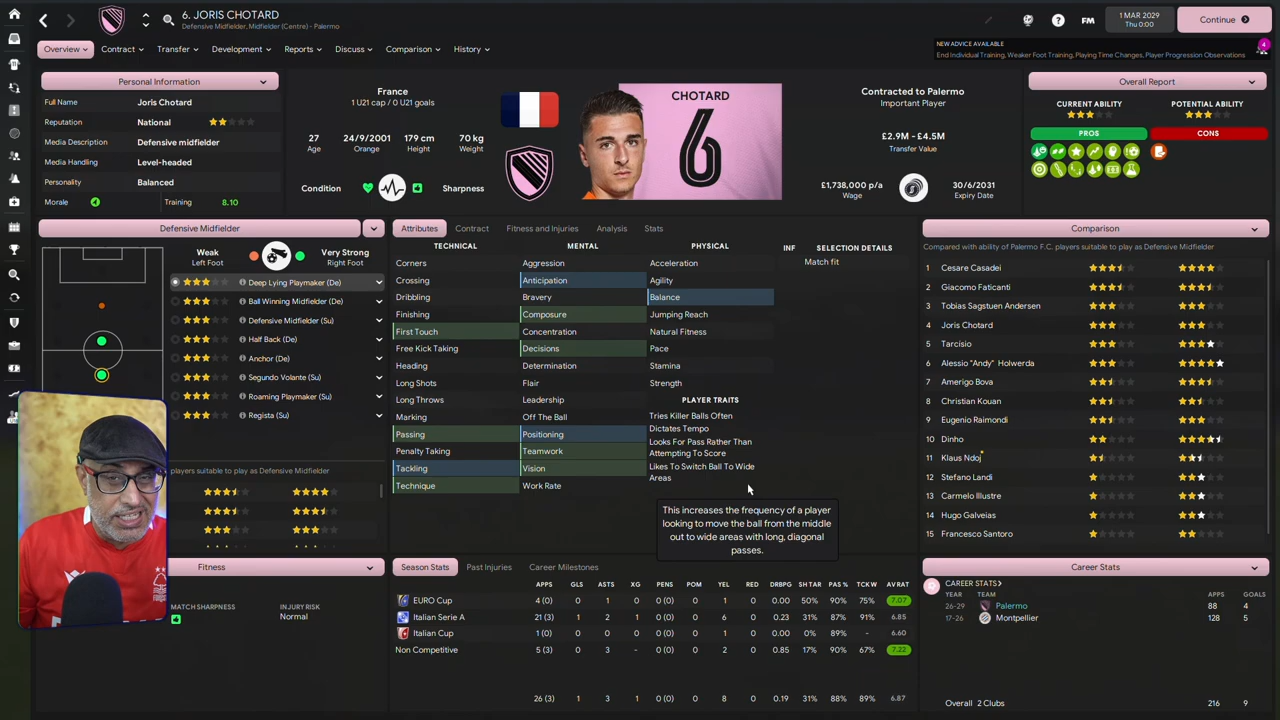 6. JORIS CHOTARD
Defensive Midfielder, Midfielder (Centre) - Palermo
FM
1 MAR 2029
Thu 0:00
Continue
Overview
Contract
Transfer
Development
Reports
Discuss
Comparison
History
NEW ADVICE AVAILABLE
End Individual Training, Weaker Foot Training, Playing Time Changes, Player Progression Observations
4
Personal Information
Full Name Joris Chotard
Reputation National
Media Description Defensive midfielder
Media Handling Level-headed
Personality Balanced
Morale Training 8.10
France
1 U21 cap / 0 U21 goals
27 24/9/2001 179 cm 70 kg
Age Orange Height Weight
Condition Sharpness
CHOTARD
6
Contracted to Palermo
Important Player
£2.9M - £4.5M
Transfer Value
£1,738,000 p/a 30/6/2031
Wage Expiry Date
Overall Report
CURRENT ABILITY POTENTIAL ABILITY
PROS CONS
Defensive Midfielder
Weak Very Strong
Left Foot Right Foot
Deep Lying Playmaker (De)
Ball Winning Midfielder (De)
Defensive Midfielder (Su)
Half Back (De)
Anchor (De)
Segundo Volante (Su)
Roaming Playmaker (Su)
Regista (Su)
players suitable to play as Defensive Midfielder
Fitness
MATCH SHARPNESS INJURY RISK
Normal
Attributes Contract Fitness and Injuries Analysis Stats
TECHNICAL MENTAL PHYSICAL
Corners Aggression Acceleration
Crossing Anticipation Agility
Dribbling Bravery Balance
Finishing Composure Jumping Reach
First Touch Concentration Natural Fitness
Free Kick Taking Decisions Pace
Heading Determination Stamina
Long Shots Flair Strength
Long Throws Leadership
Marking Off The Ball
Passing Positioning
Penalty Taking Teamwork
Tackling Vision
Technique Work Rate
PLAYER TRAITS
Tries Killer Balls Often
Dictates Tempo
Looks For Pass Rather Than
Attempting To Score
Likes To Switch Ball To Wide
Areas
This increases the frequency of a player
looking to move the ball from the middle
out to wide areas with long, diagonal
passes.
INF SELECTION DETAILS
Match fit
Comparison
Compared with ability of Palermo F.C. players suitable to play as Defensive Midfielder
1 Cesare Casadei
2 Giacomo Faticanti
3 Tobias Sagstuen Andersen
4 Joris Chotard
5 Tarcísio
6 Alessio "Andy" Holwerda
7 Amerigo Bova
8 Christian Kouan
9 Eugenio Raimondi
10 Dinho
11 Klaus Ndoj
12 Stefano Landi
13 Carmelo Illustre
14 Hugo Galveias
15 Francesco Santoro
Season Stats Past Injuries Career Milestones
APPS GLS ASTS XG PENS POM YEL RED DRBPG SH TAR PAS % TCK W AV RAT
EURO Cup 4 (0) 0 1 0 0 (0) 0 1 0 0.00 50% 90% 75% 7.07
Italian Serie A 21 (3) 1 2 1 0 (0) 0 6 0 0.23 31% 87% 91% 6.85
Italian Cup 1 (0) 0 0 0 0 (0) 0 1 0 0.00 0% 89% - 6.60
Non Competitive 5 (3) 0 3 - 0 (0) 0 2 0 0.85 17% 90% 67% 7.22
26 (3) 1 3 1 0 (0) 0 8 0 0.19 31% 88% 89% 6.87
Career Stats
CAREER STATS
YEAR TEAM APPS GLS
26-29 Palermo 88 4
17-26 Montpellier 128 5
Overall 2 Clubs 216 9